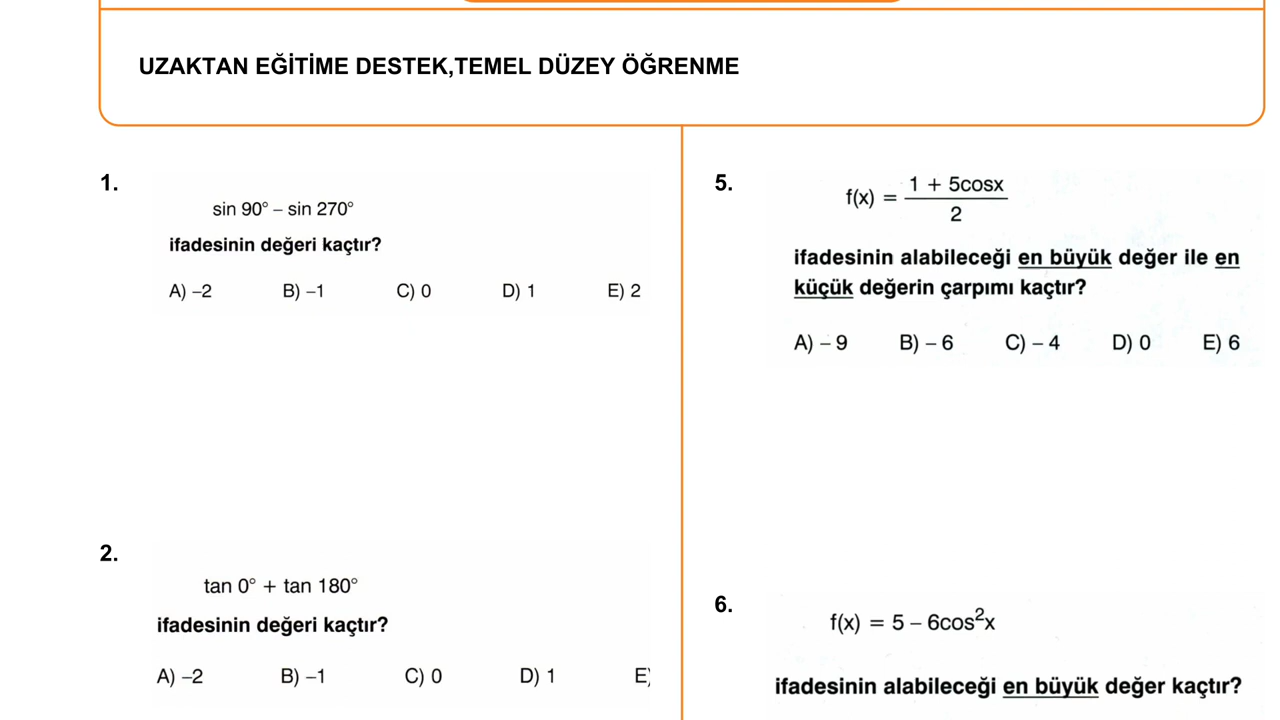 UZAKTAN EĞİTİME DESTEK,TEMEL DÜZEY ÖĞRENME
1.
sin 90° – sin 270°
ifadesinin değeri kaçtır?
A) –2 B) –1 C) 0 D) 1 E) 2
2.
tan 0° + tan 180°
ifadesinin değeri kaçtır?
A) –2 B) –1 C) 0 D) 1 E)
5.
f(x) = (1 + 5cosx)/2
ifadesinin alabileceği en büyük değer ile en
küçük değerin çarpımı kaçtır?
A) – 9 B) – 6 C) – 4 D) 0 E) 6
6.
f(x) = 5 – 6cos²x
ifadesinin alabileceği en büyük değer kaçtır?